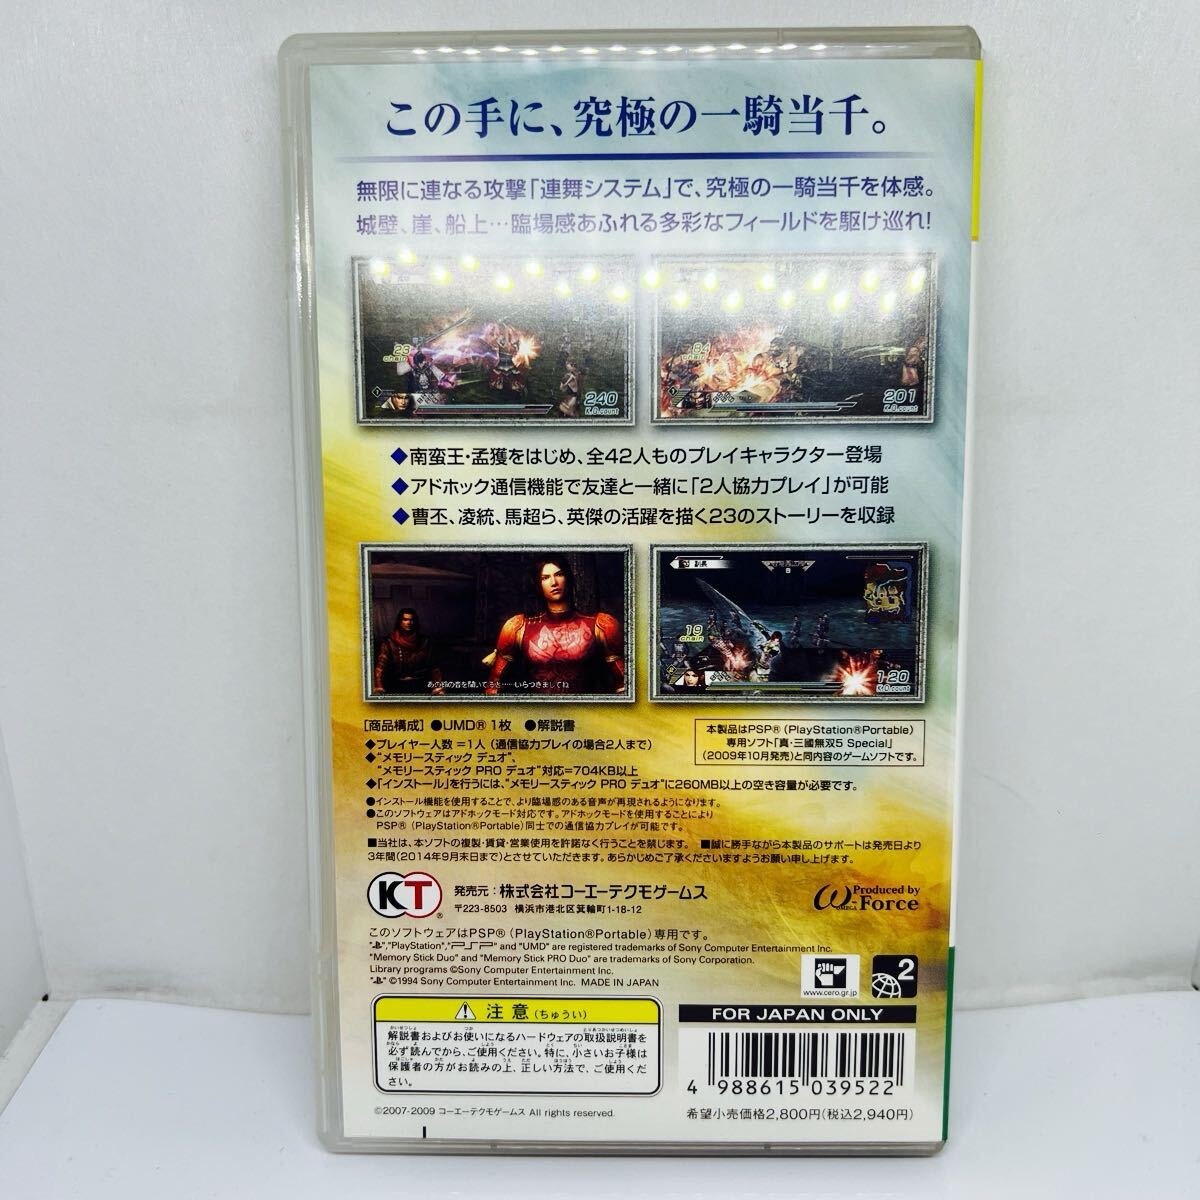 この手に、究極の一騎当千。
無限に連なる攻撃「連舞システム」で、究極の一騎当千を体感。
城壁、崖、船上…臨場感あふれる多彩なフィールドを駆け巡れ!
23
chain
240
K.O.count
84
chain
201
K.O.count
◆南蛮王・孟獲をはじめ、全42人ものプレイキャラクター登場
◆アドホック通信機能で友達と一緒に「2人協力プレイ」が可能
◆曹丕、凌統、馬超ら、英傑の活躍を描く23のストーリーを収録
19
chain
120
K.O.count
[商品構成] ●UMD® 1枚 ●解説書
◆プレイヤー人数 =1人 (通信協力プレイの場合2人まで)
◆"メモリースティック デュオ"、
"メモリースティック PRO デュオ"対応=704KB以上
◆「インストール」を行うには、"メモリースティック PRO デュオ"に260MB以上の空き容量が必要です。
本製品はPSP® (PlayStation®Portable)
専用ソフト「真・三國無双5 Special」
(2009年10月発売)と同内容のゲームソフトです。
●インストール機能を使用することで、より臨場感のある音声が再現されるようになります。
●このソフトウェアはアドホックモード対応です。アドホックモードを使用することにより
PSP® (PlayStation®Portable) 同士での通信協力プレイが可能です。
■当社は、本ソフトの複製・賃貸・営業使用を許諾なく行うことを禁じます。 ■誠に勝手ながら本製品のサポートは発売日より
3年間(2014年9月末日まで)とさせていただきます。あらかじめご了承くださいますようお願い申し上げます。
KT®
発売元:株式会社コーエーテクモゲームス
〒223-8503 横浜市港北区箕輪町1-18-12
ω OMEGA Produced by Force
このソフトウェアはPSP® (PlayStation®Portable) 専用です。
"","PlayStation","PSP" and "UMD" are registered trademarks of Sony Computer Entertainment Inc.
"Memory Stick Duo" and "Memory Stick PRO Duo" are trademarks of Sony Corporation.
Library programs ©Sony Computer Entertainment Inc.
"" ©1994 Sony Computer Entertainment Inc. MADE IN JAPAN
www.cero.gr.jp
2
FOR JAPAN ONLY
注意(ちゅうい)
解説書およびお使いになるハードウェアの取扱説明書を
必ず読んでから、ご使用ください。特に、小さいお子様は
保護者の方がお読みの上、正しい方法で、ご使用くだ
さい。
4 988615 039522
©2007-2009 コーエーテクモゲームス All rights reserved.
希望小売価格2,800円(税込2,940円)